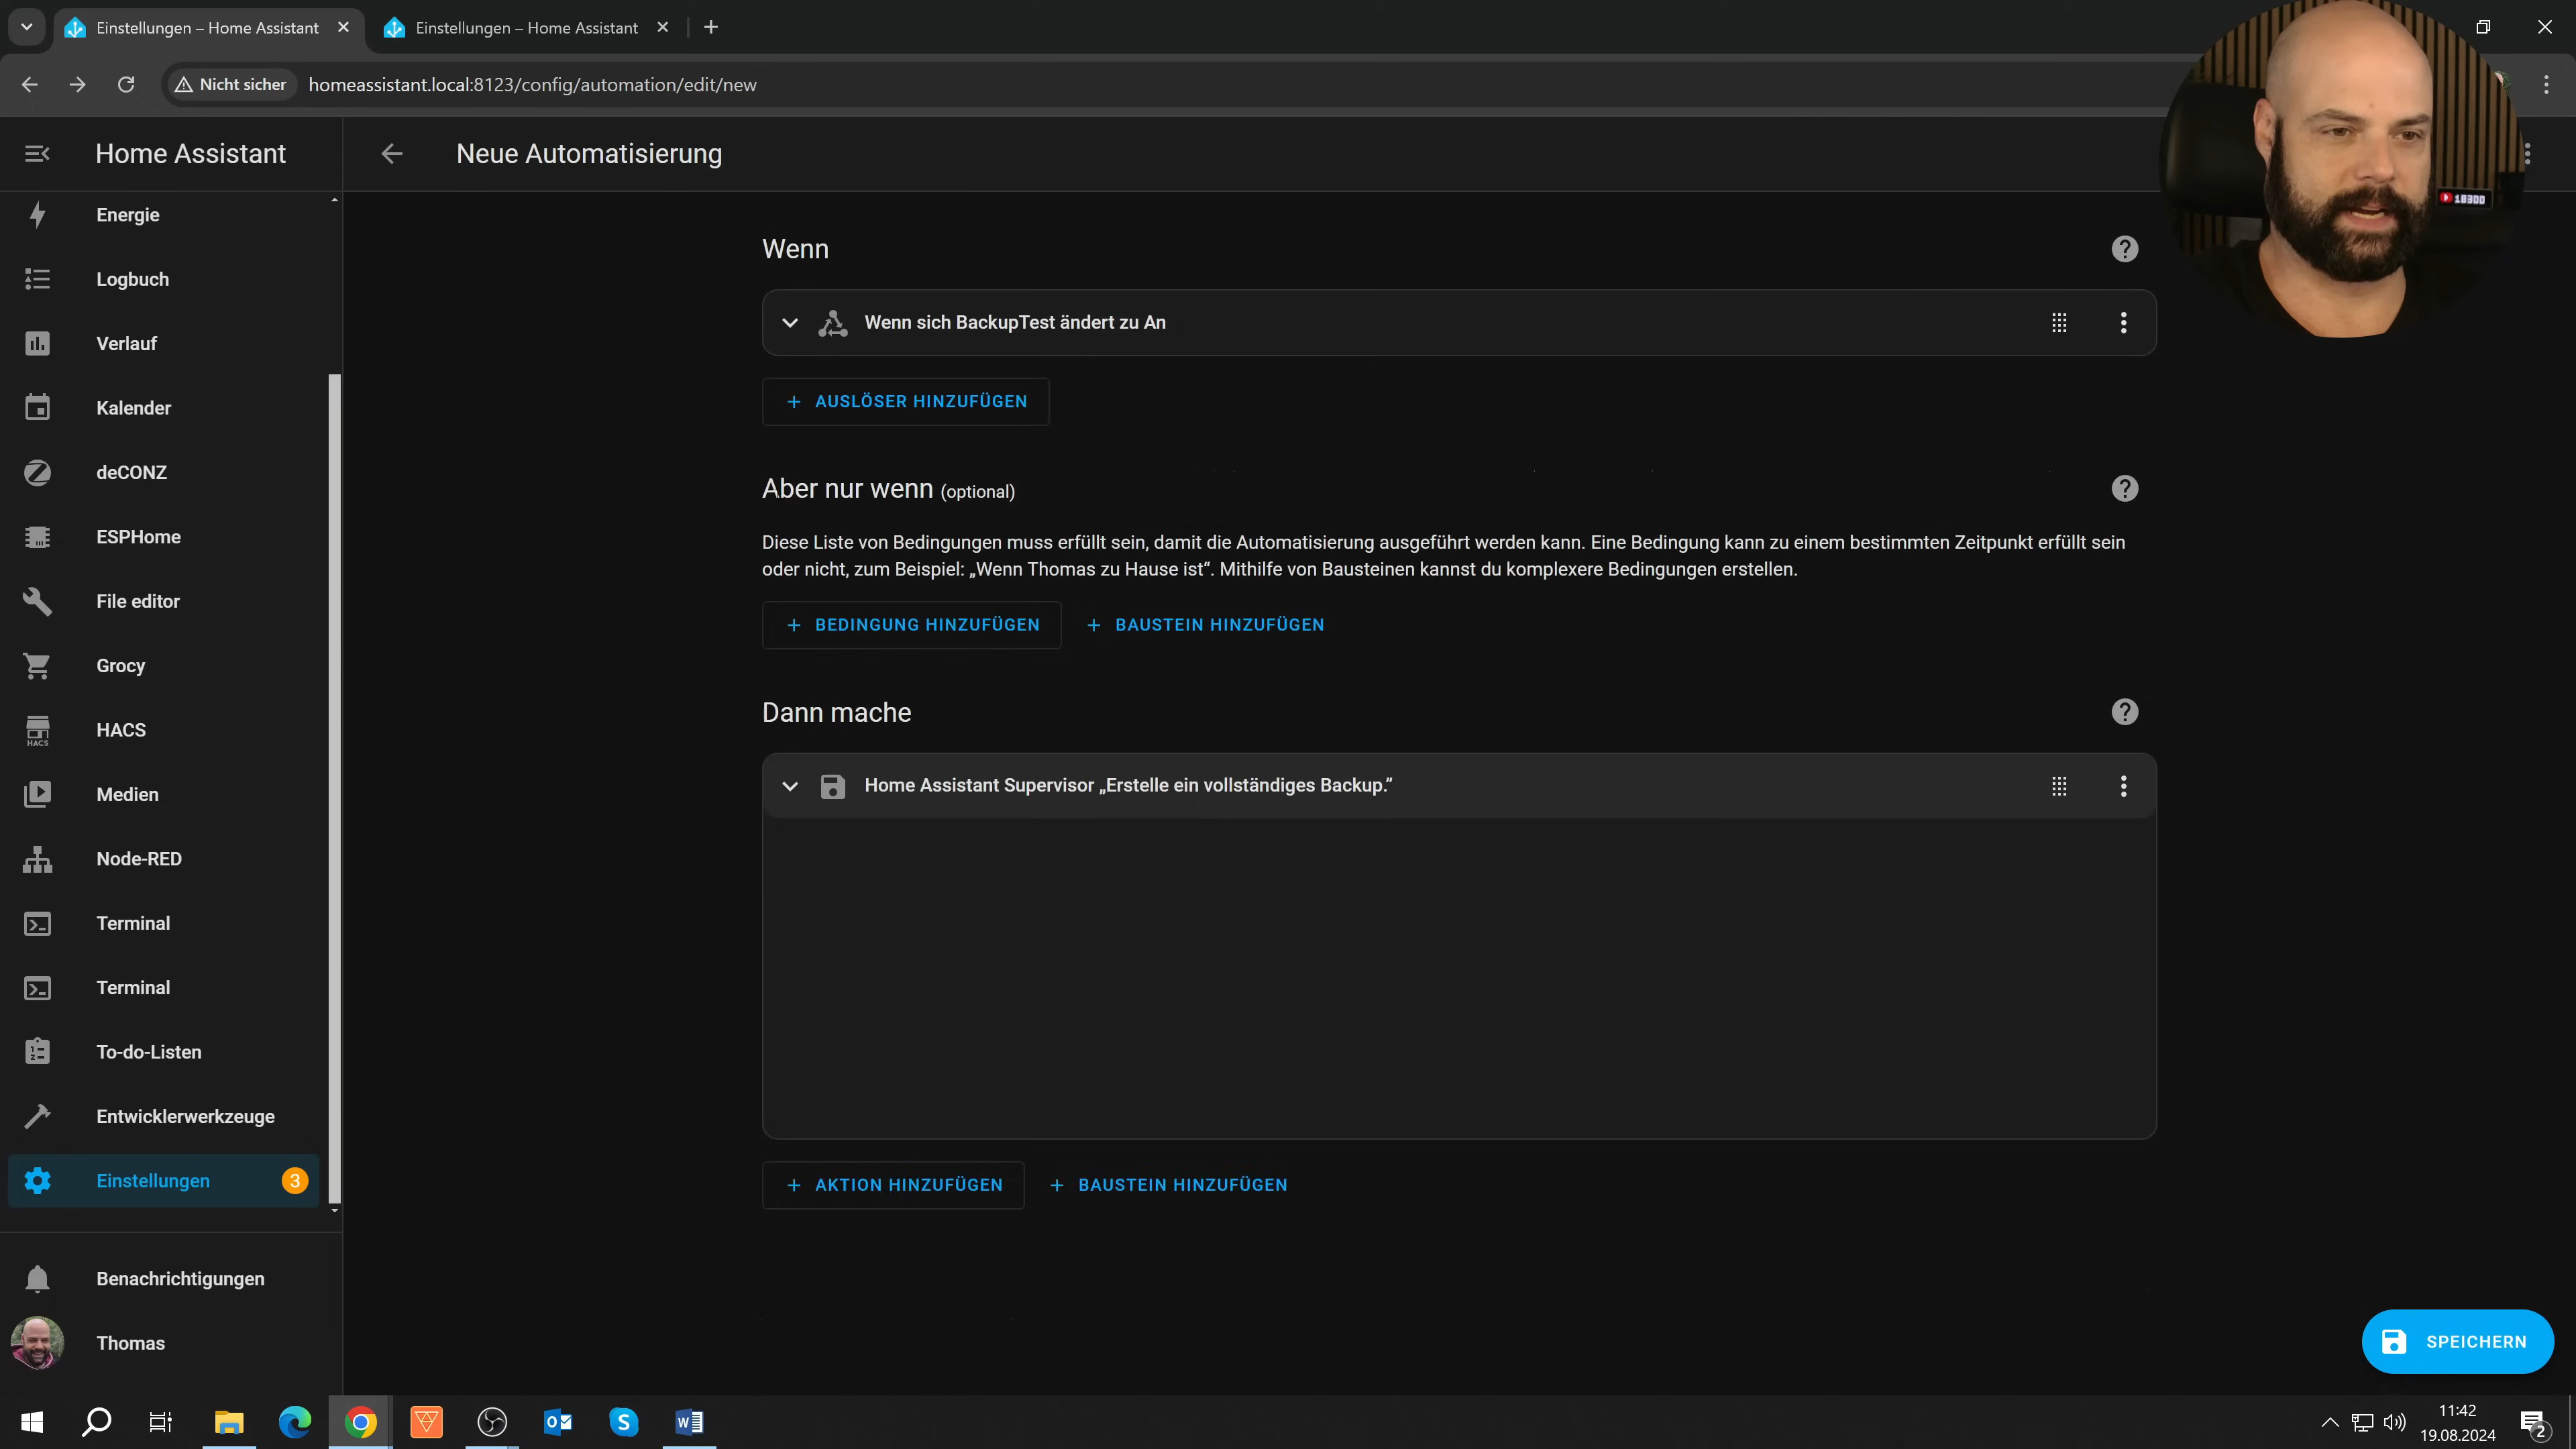 Einstellungen – Home Assistant
Einstellungen – Home Assistant
Nicht sicher
homeassistant.local:8123/config/automation/edit/new
Home Assistant
Neue Automatisierung
Energie
Logbuch
Verlauf
Kalender
deCONZ
ESPHome
File editor
Grocy
HACS
HACS
Medien
Node-RED
Terminal
Terminal
To-do-Listen
Entwicklerwerkzeuge
Einstellungen
3
Benachrichtigungen
Thomas
Wenn
Wenn sich BackupTest ändert zu An
+ AUSLÖSER HINZUFÜGEN
Aber nur wenn (optional)
Diese Liste von Bedingungen muss erfüllt sein, damit die Automatisierung ausgeführt werden kann. Eine Bedingung kann zu einem bestimmten Zeitpunkt erfüllt sein
oder nicht, zum Beispiel: „Wenn Thomas zu Hause ist“. Mithilfe von Bausteinen kannst du komplexere Bedingungen erstellen.
+ BEDINGUNG HINZUFÜGEN + BAUSTEIN HINZUFÜGEN
Dann mache
Home Assistant Supervisor „Erstelle ein vollständiges Backup.”
+ AKTION HINZUFÜGEN + BAUSTEIN HINZUFÜGEN
SPEICHERN
18300
11:42
19.08.2024
2